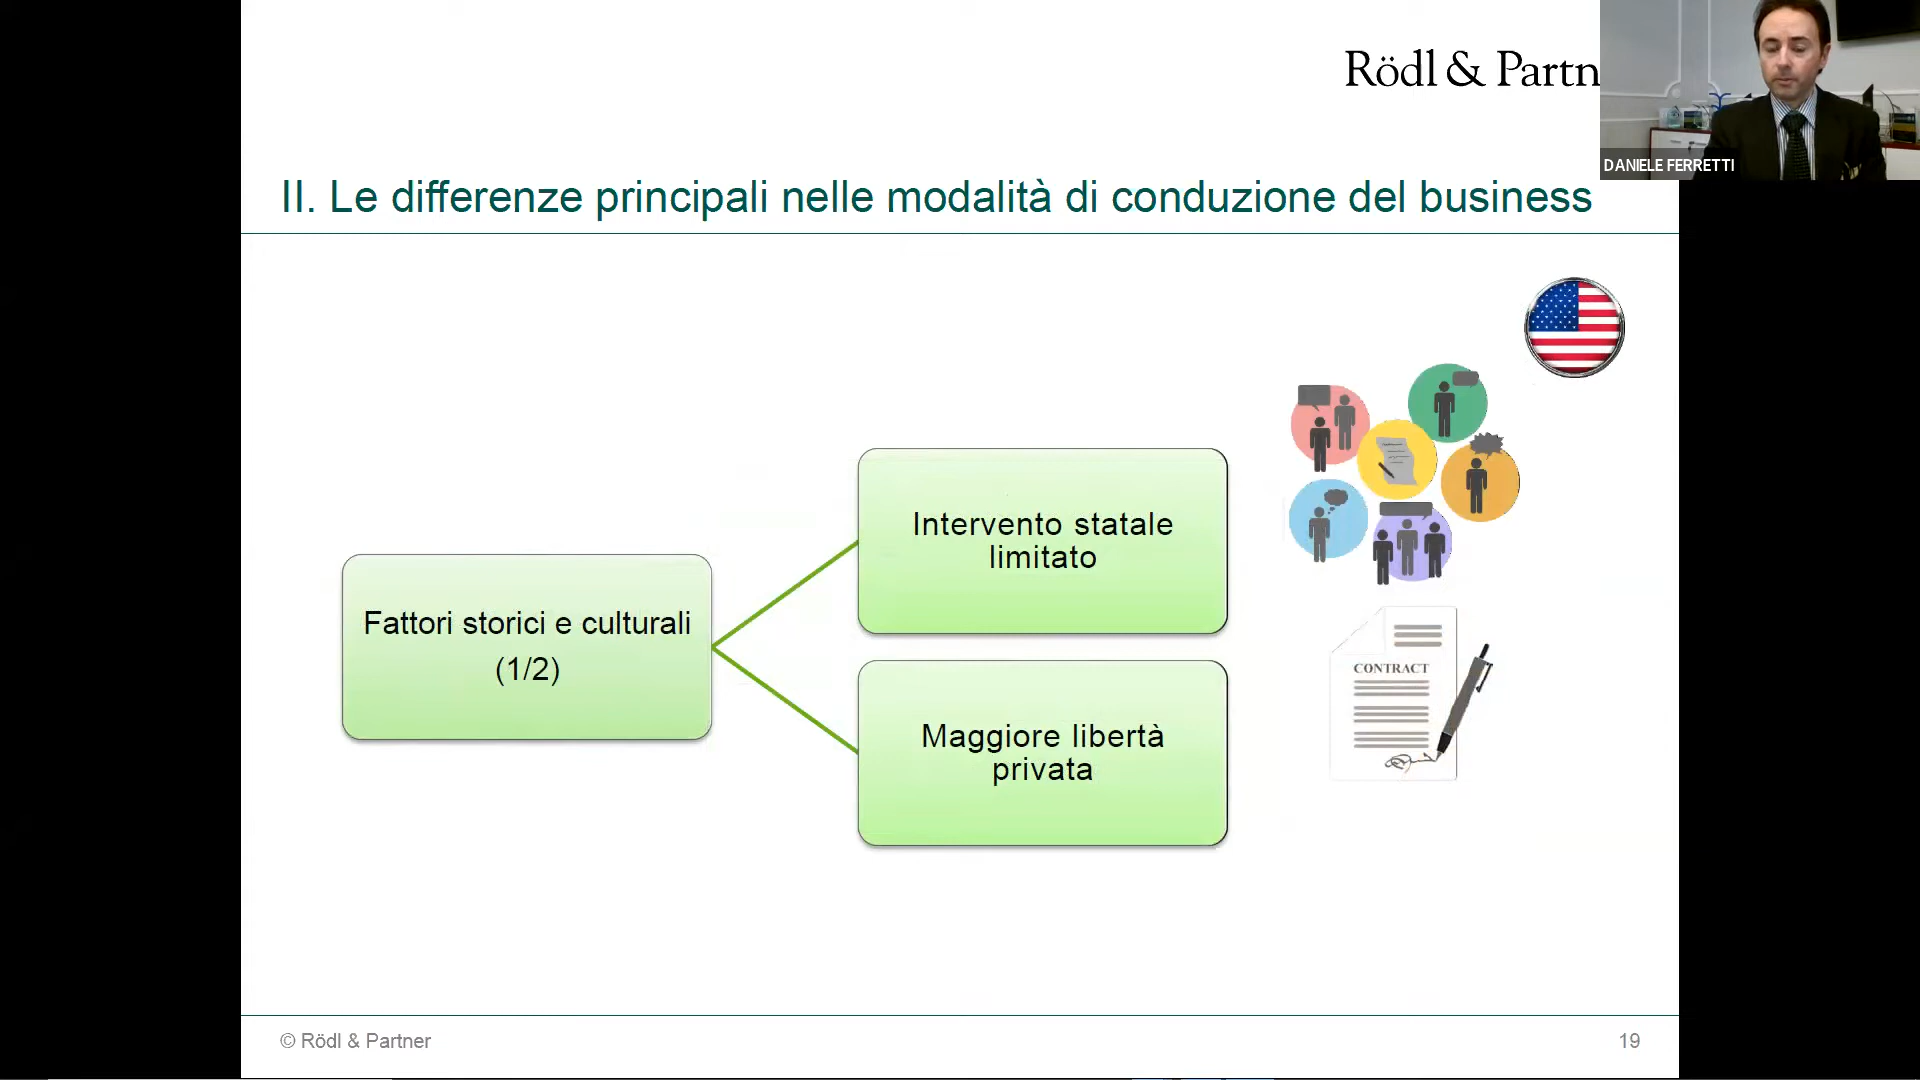 Rödl & Partn
DANIELE FERRETTI
II. Le differenze principali nelle modalità di conduzione del business
Intervento statale
limitato
Fattori storici e culturali
(1/2)
Maggiore libertà
privata
CONTRACT
© Rödl & Partner
19